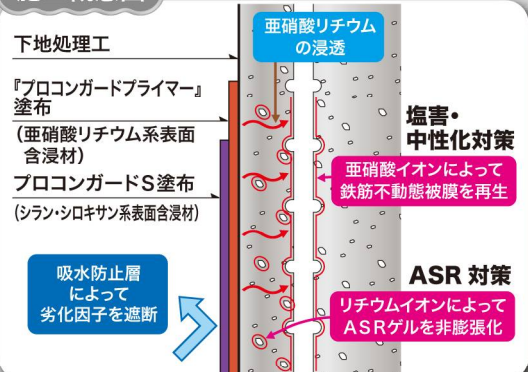 下地処理工
『プロコンガードプライマー』
塗布
(亜硝酸リチウム系表面
含浸材)
プロコンガードS塗布
(シラン・シロキサン系表面含浸材)
吸水防止層
によって
劣化因子を遮断
亜硝酸リチウム
の浸透
塩害・
中性化対策
亜硝酸イオンによって
鉄筋不動態被膜を再生
ASR 対策
リチウムイオンによって
ASRゲルを非膨張化